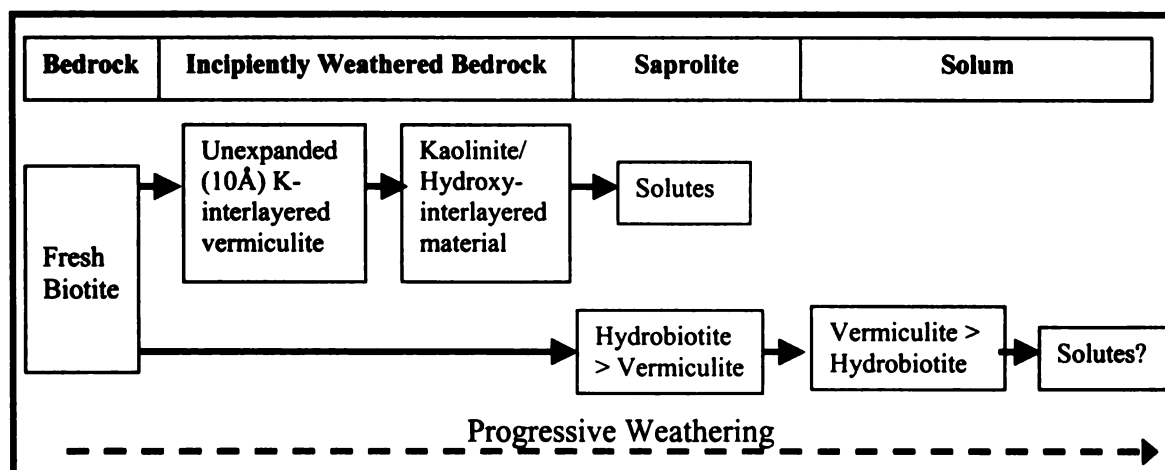 Bedrock
Incipiently Weathered Bedrock
Saprolite
Solum
Fresh
Biotite
Unexpanded
(10Å) K-
interlayered
vermiculite
Kaolinite/
Hydroxy-
interlayered
material
Solutes
Hydrobiotite
> Vermiculite
Vermiculite >
Hydrobiotite
Solutes?
Progressive Weathering